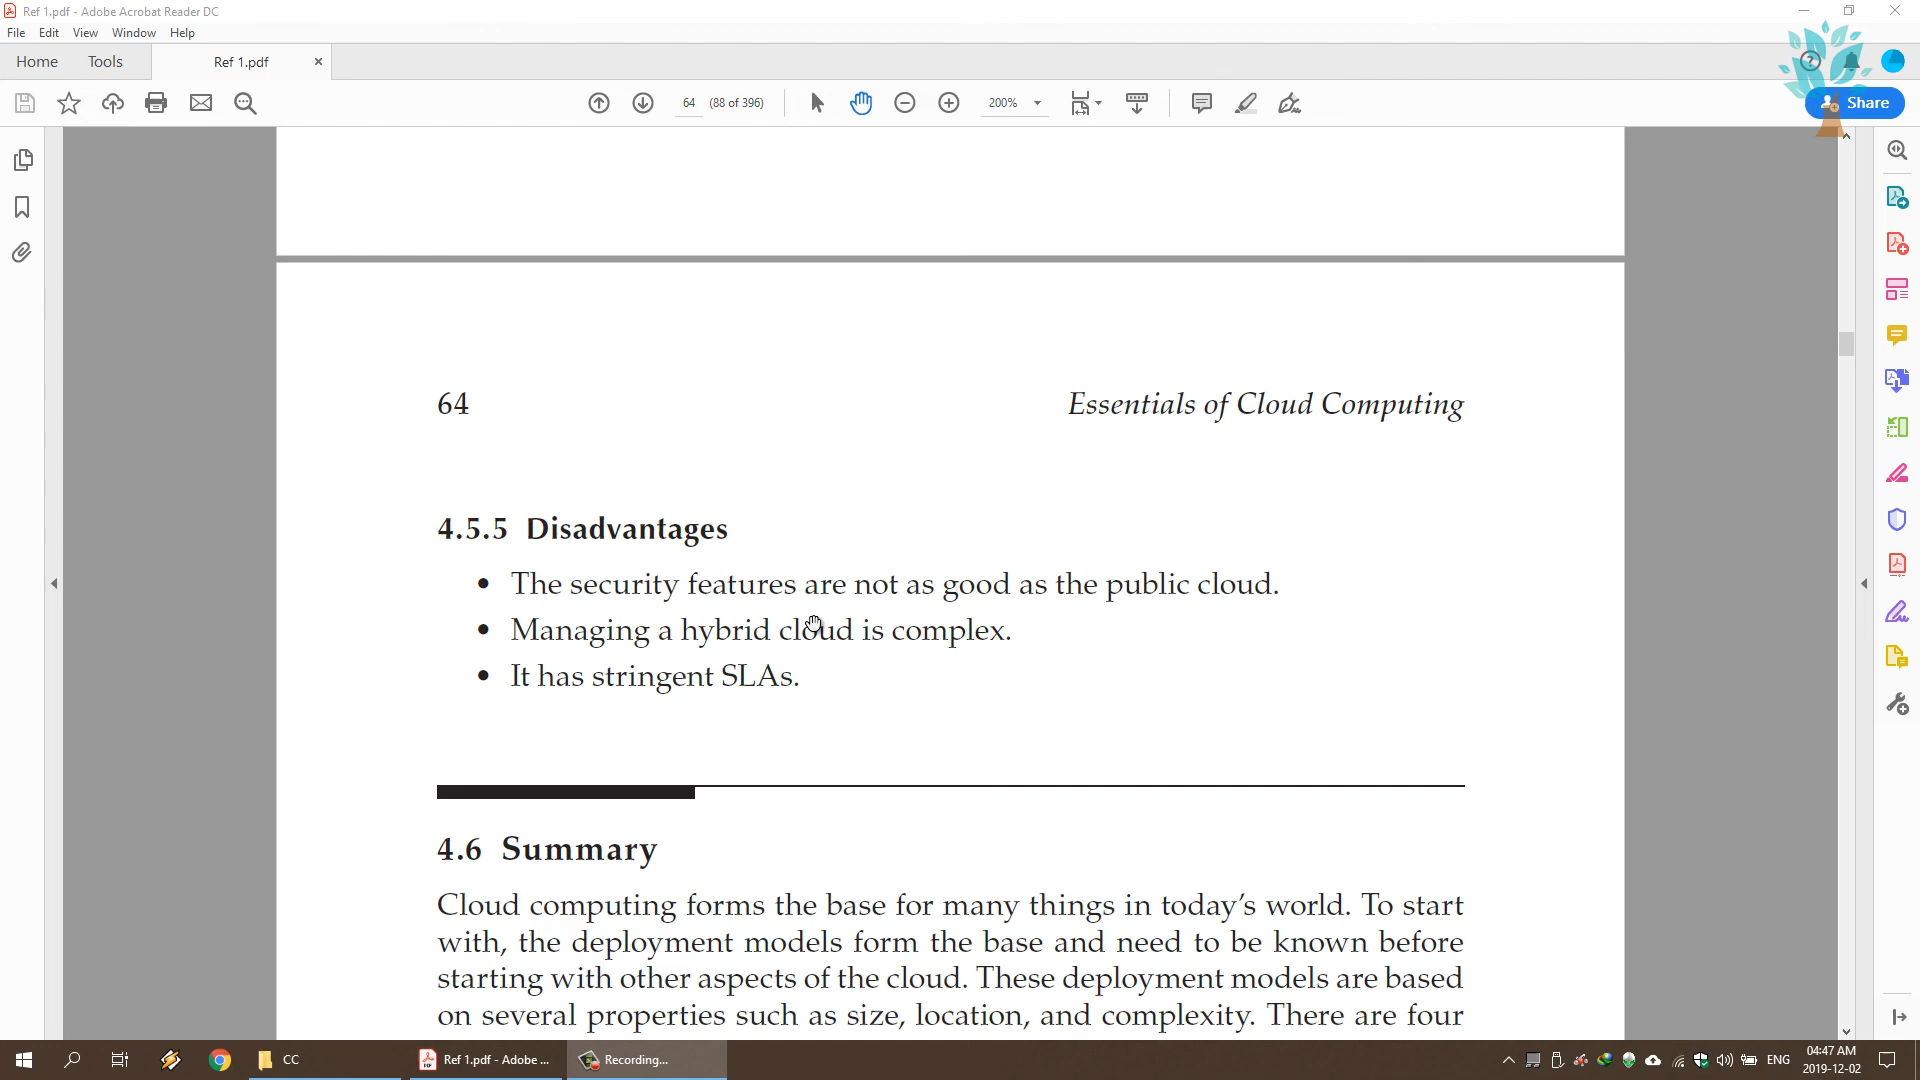 Ref 1.pdf - Adobe Acrobat Reader DC
File Edit View Window Help
Home Tools Ref 1.pdf
64 (88 of 396) 200% Share
64 Essentials of Cloud Computing
4.5.5 Disadvantages
• The security features are not as good as the public cloud.
• Managing a hybrid cloud is complex.
• It has stringent SLAs.
4.6 Summary
Cloud computing forms the base for many things in today’s world. To start
with, the deployment models form the base and need to be known before
starting with other aspects of the cloud. These deployment models are based
on several properties such as size, location, and complexity. There are four
CC Ref 1.pdf - Adobe ... Recording... ENG 04:47 AM
2019-12-02